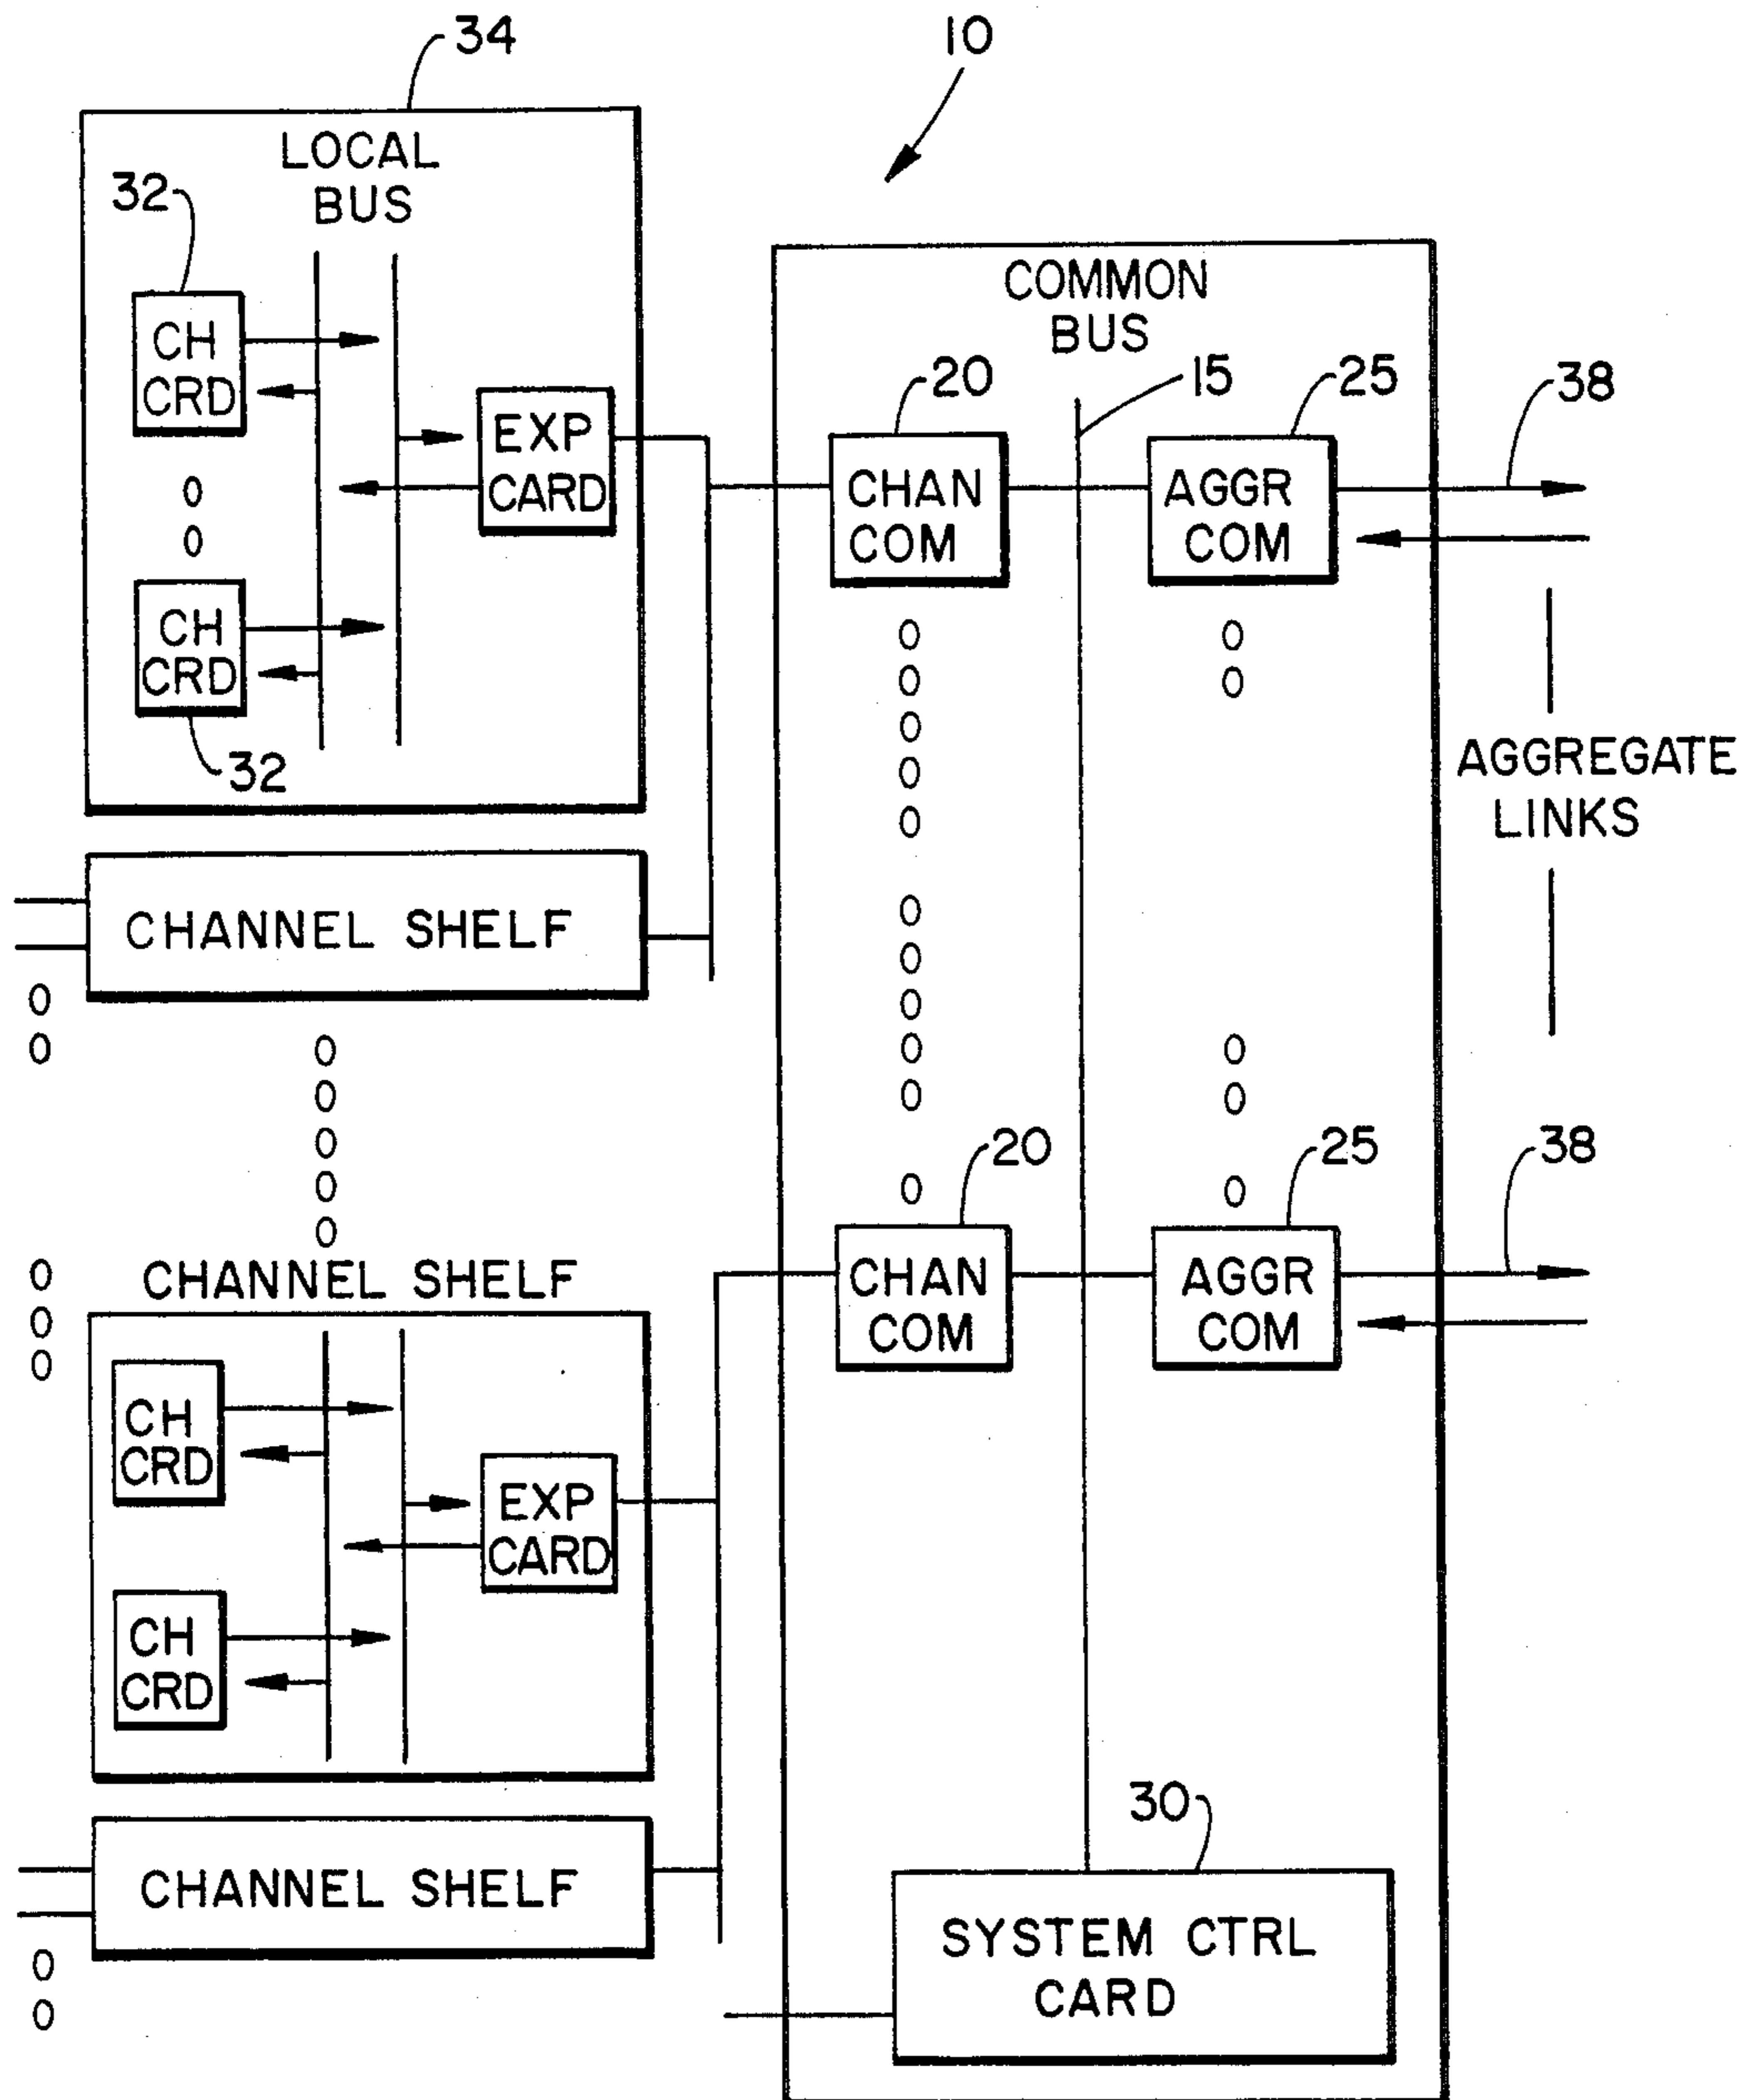 34
10
LOCAL
BUS
32
CH
CRD
EXP
CARD
CH
CRD
32
COMMON
BUS
20
15
25
38
CHAN
COM
AGGR
COM
AGGREGATE
LINKS
CHANNEL SHELF
20
25
38
CHAN
COM
AGGR
COM
CHANNEL SHELF
CH
CRD
EXP
CARD
CH
CRD
CHANNEL SHELF
30
SYSTEM CTRL
CARD